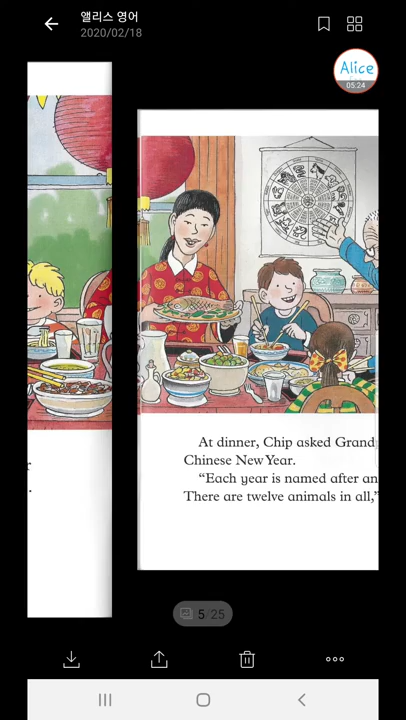 앨리스 영어
2020/02/18
Alice
05:24
At dinner, Chip asked Grand
Chinese New Year.
“Each year is named after an
There are twelve animals in all,”
r
.
5/25